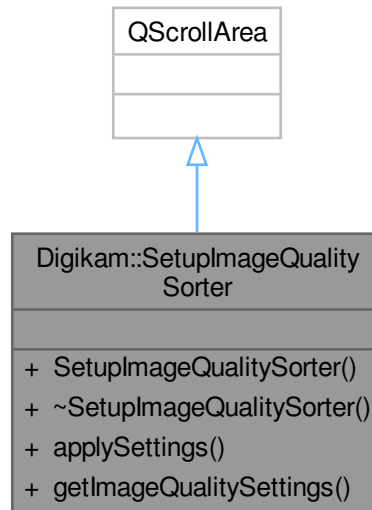 QScrollArea
Digikam::SetupImageQuality
Sorter
+ SetupImageQualitySorter()
+ ~SetupImageQualitySorter()
+ applySettings()
+ getImageQualitySettings()